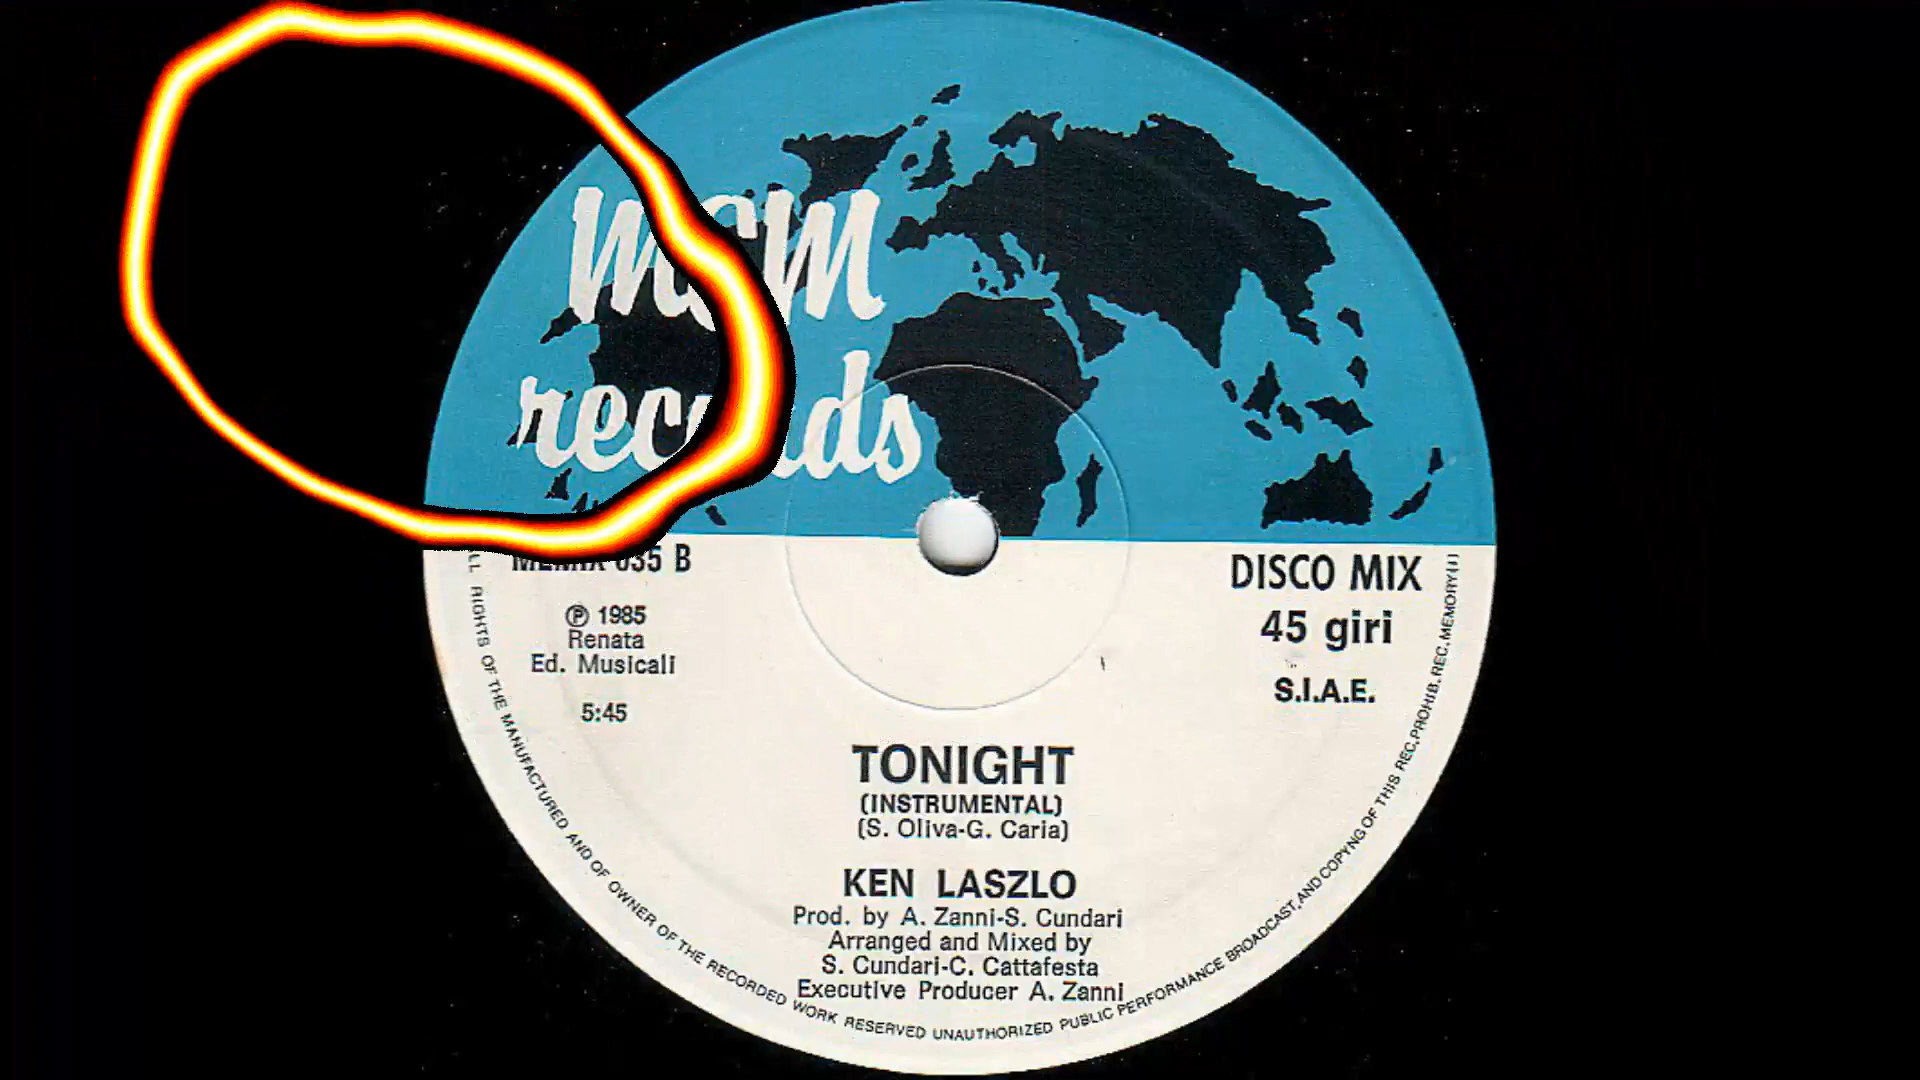 records
035 B
℗ 1985
Renata
Ed. Musicali
5:45
DISCO MIX
45 giri
S.I.A.E.
TONIGHT
(INSTRUMENTAL)
(S. Oliva-G. Caria)
KEN LASZLO
Prod. by A. Zanni-S. Cundari
Arranged and Mixed by
S. Cundari-C. Cattafesta
Executive Producer A. Zanni
RIGHTS OF THE MANUFACTURED AND OF OWNER OF THE RECORDED WORK RESERVED UNAUTHORIZED PUBLIC PERFORMANCE BROADCAST,AND COPYNG OF THIS REC.PROHIB.REC.MEMORY